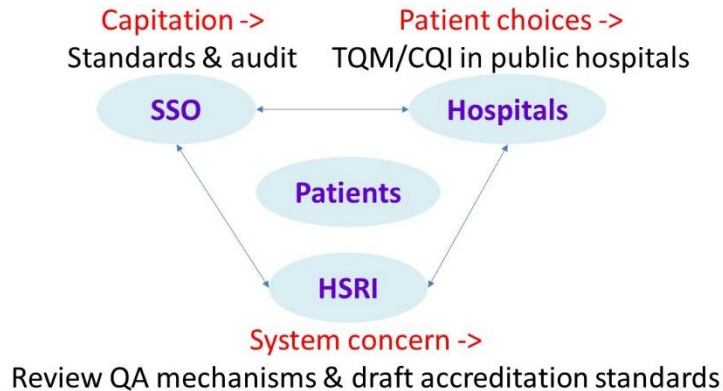 Capitation ->
Standards & audit
Patient choices ->
TQM/CQI in public hospitals
SSO
Hospitals
Patients
HSRI
System concern ->
Review QA mechanisms & draft accreditation standards